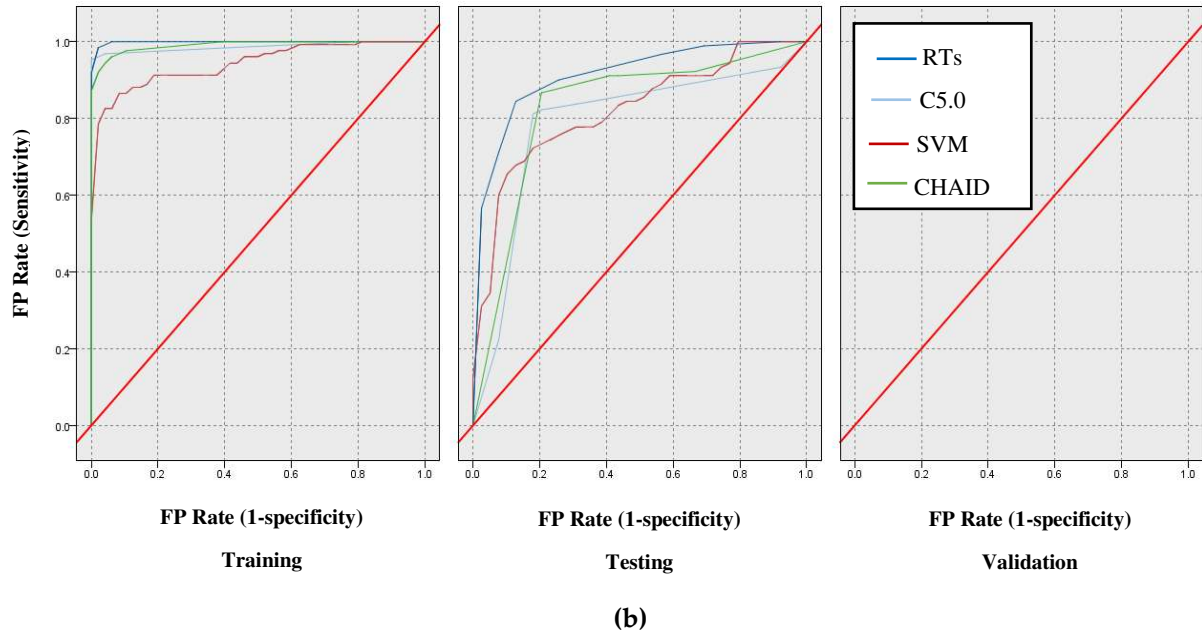 FP Rate (Sensitivity)
1.0
0.8
0.6
0.4
0.2
0.0
0.0 0.2 0.4 0.6 0.8 1.0
0.0 0.2 0.4 0.6 0.8 1.0
0.0 0.2 0.4 0.6 0.8 1.0
RTs
C5.0
SVM
CHAID
FP Rate (1-specificity)
FP Rate (1-specificity)
FP Rate (1-specificity)
Training
Testing
Validation
(b)